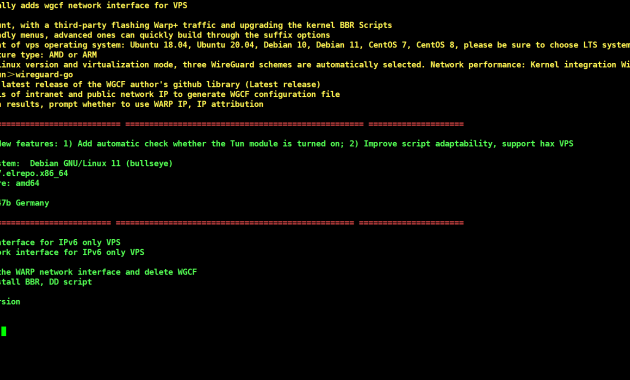 ally adds wgcf network interface for VPS
unt, with a third-party flashing Warp+ traffic and upgrading the kernel BBR Scripts
ndly menus, advanced ones can quickly build through the suffix options
nt of vps operating system: Ubuntu 18.04, Ubuntu 20.04, Debian 10, Debian 11, CentOS 7, CentOS 8, please be sure to choose LTS system
ture type: AMD or ARM
Linux version and virtualization mode, three WireGuard schemes are automatically selected. Network performance: Kernel integration Wi
un＞wireguard-go
latest release of the WGCF author's github library (Latest release)
is of intranet and public network IP to generate WGCF configuration file
n results, prompt whether to use WARP IP, IP attribution
New features: 1) Add automatic check whether the Tun module is turned on; 2) Improve script adaptability, support hax VPS
stem:  Debian GNU/Linux 11 (bullseye)
7.elrepo.x86_64
re: amd64
47b Germany
nterface for IPv6 only VPS
ork interface for IPv6 only VPS
the WARP network interface and delete WGCF
stall BBR, DD script
rsion